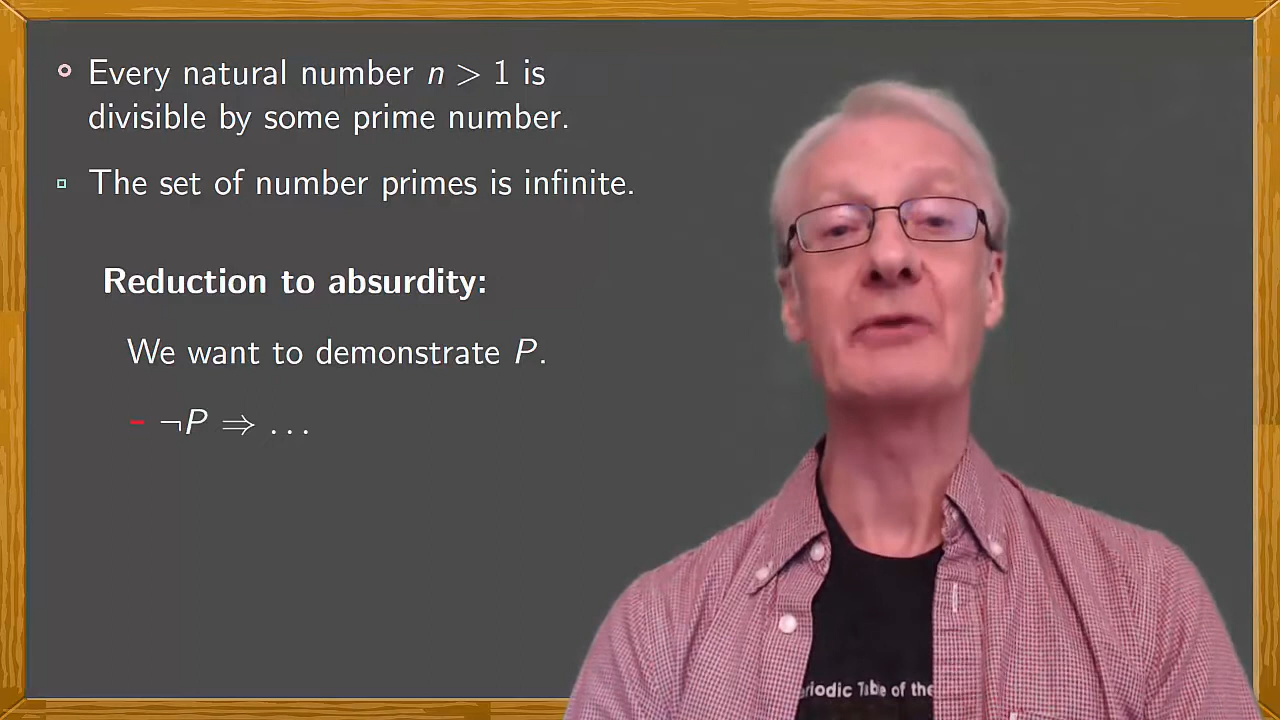 Every natural number n > 1 is
divisible by some prime number.
The set of number primes is infinite.
Reduction to absurdity:
We want to demonstrate P.
– ¬P ⇒ ...
Table of the